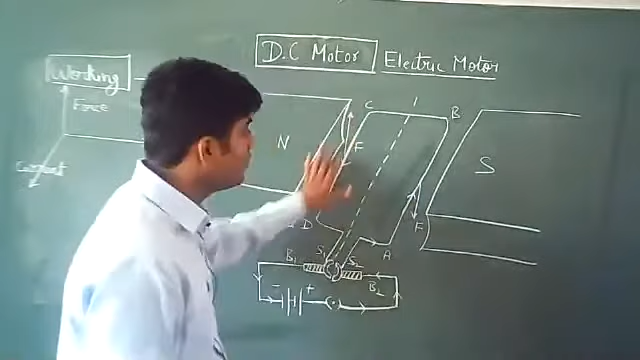 D.C Motor
Electric Motor
Working
Force
Current
N
S
C
B
F
F
D
A
S1
S2
B1
B2
- +